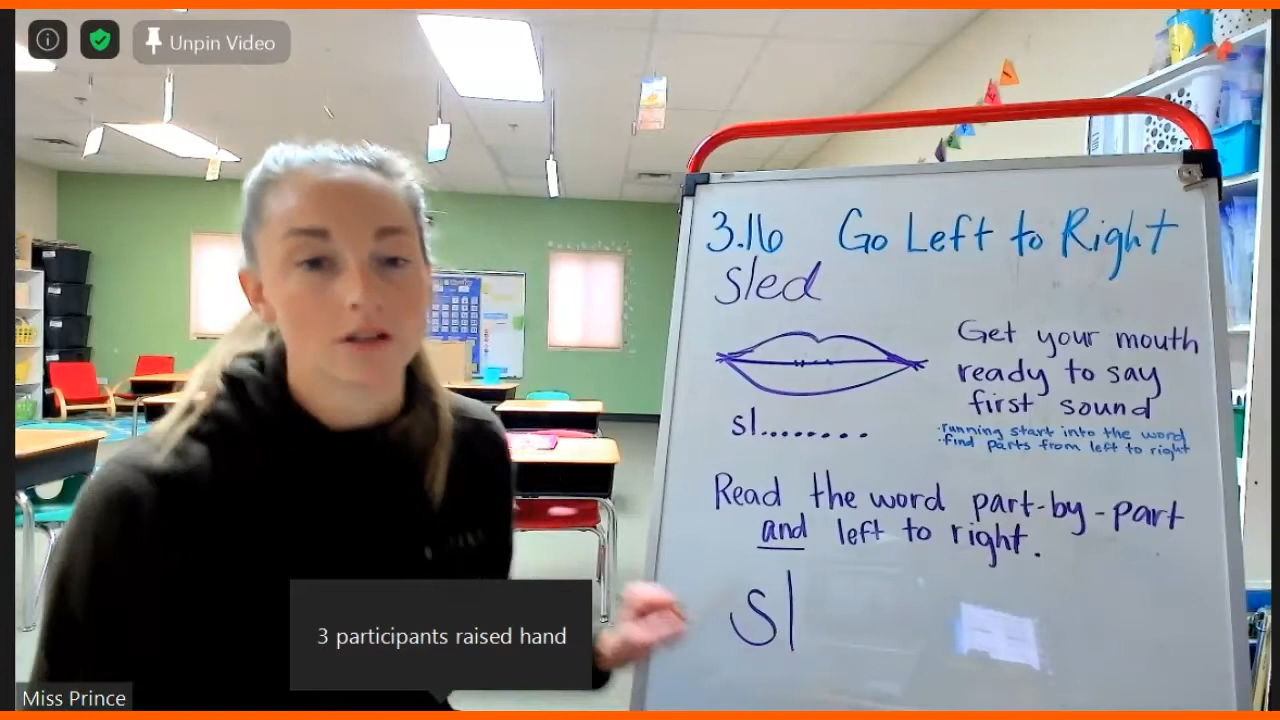 Unpin Video
3.16 Go Left to Right
sled
Get your mouth
ready to say
first sound
sl........
·running start into the word
·find parts from left to right
Read the word part-by-part
and left to right.
sl
3 participants raised hand
Miss Prince